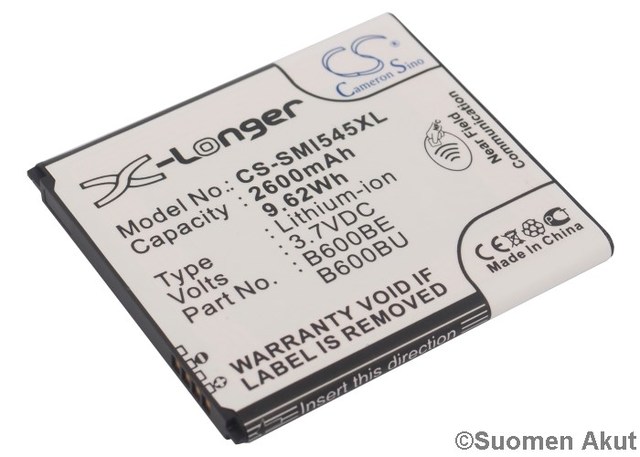 CS
Cameron Sino
X-Longer
Near Field
Communication
Model No.: CS-SMI545XL
Capacity : 2600mAh
9.62Wh
Type : Lithium-ion
Volts : 3.7VDC
Part No. : B600BE
B600BU
CE FC
Made In China
WARRANTY VOID IF
LABEL IS REMOVED
Insert this direction
©Suomen Akut